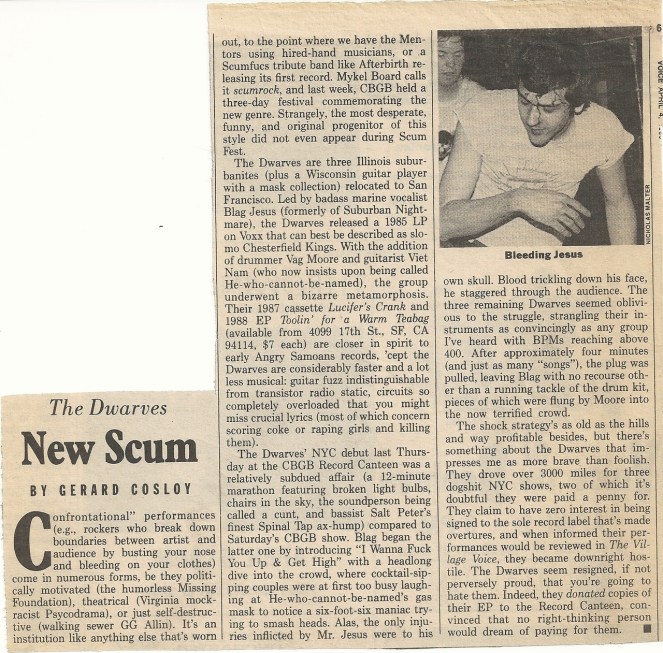 The Dwarves
New Scum
BY GERARD COSLOY
Confrontational" performances
(e.g., rockers who break down
boundaries between artist and
audience by busting your nose
and bleeding on your clothes)
come in numerous forms, be they politi-
cally motivated (the humorless Missing
Foundation), theatrical (Virginia mock-
racist Psycodrama), or just self-destruc-
tive (walking sewer GG Allin). It's an
institution like anything else that's worn
out, to the point where we have the Men-
tors using hired-hand musicians, or a
Scumfucs tribute band like Afterbirth re-
leasing its first record. Mykel Board calls
it scumrock, and last week, CBGB held a
three-day festival commemorating the
new genre. Strangely, the most desperate,
funny, and original progenitor of this
style did not even appear during Scum
Fest.
The Dwarves are three Illinois subur-
banites (plus a Wisconsin guitar player
with a mask collection) relocated to San
Francisco. Led by badass marine vocalist
Blag Jesus (formerly of Suburban Night-
mare), the Dwarves released a 1985 LP
on Voxx that can best be described as slo-
mo Chesterfield Kings. With the addition
of drummer Vag Moore and guitarist Viet
Nam (who now insists upon being called
He-who-cannot-be-named), the group
underwent a bizarre metamorphosis.
Their 1987 cassette Lucifer's Crank and
1988 EP Toolin' for a Warm Teabag
(available from 4099 17th St., SF, CA
94114, $7 each) are closer in spirit to
early Angry Samoans records, 'cept the
Dwarves are considerably faster and a lot
less musical: guitar fuzz indistinguishable
from transistor radio static, circuits so
completely overloaded that you might
miss crucial lyrics (most of which concern
scoring coke or raping girls and killing
them).
The Dwarves' NYC debut last Thurs-
day at the CBGB Record Canteen was a
relatively subdued affair (a 12-minute
marathon featuring broken light bulbs,
chairs in the sky, the soundperson being
called a cunt, and bassist Salt Peter's
finest Spinal Tap ax-hump) compared to
Saturday's CBGB show. Blag began the
latter one by introducing "I Wanna Fuck
You Up & Get High" with a headlong
dive into the crowd, where cocktail-sip-
ping couples were at first too busy laugh-
ing at He-who-cannot-be-named's gas
mask to notice a six-foot-six maniac try-
ing to smash heads. Alas, the only inju-
ries inflicted by Mr. Jesus were to his
6
VOICE APRIL 4,
NICHOLAS MALTER
Bleeding Jesus
own skull. Blood trickling down his face,
he staggered through the audience. The
three remaining Dwarves seemed oblivi-
ous to the struggle, strangling their in-
struments as convincingly as any group
I've heard with BPMs reaching above
400. After approximately four minutes
(and just as many "songs"), the plug was
pulled, leaving Blag with no recourse oth-
er than a running tackle of the drum kit,
pieces of which were flung by Moore into
the now terrified crowd.
The shock strategy's as old as the hills
and way profitable besides, but there's
something about the Dwarves that im-
presses me as more brave than foolish.
They drove over 3000 miles for three
dogshit NYC shows, two of which it's
doubtful they were paid a penny for.
They claim to have zero interest in being
signed to the sole record label that's made
overtures, and when informed their per-
formances would be reviewed in The Vil-
lage Voice, they became downright hos-
tile. The Dwarves seem resigned, if not
perversely proud, that you're going to
hate them. Indeed, they donated copies of
their EP to the Record Canteen, con-
vinced that no right-thinking person
would dream of paying for them. ■